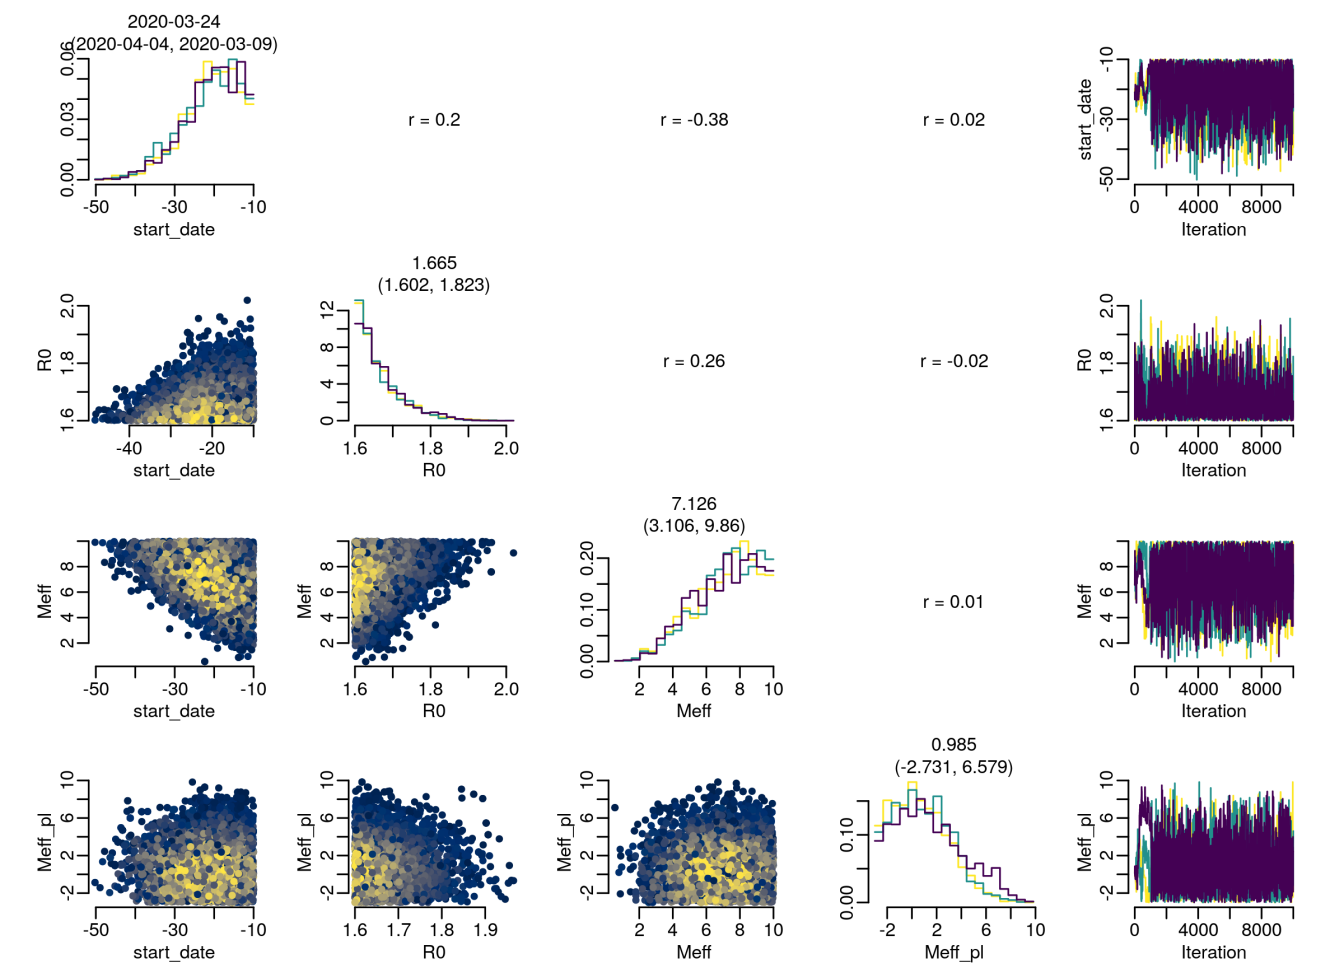 2020-03-24
(2020-04-04, 2020-03-09)
0.00 0.03 0.06
-50 -30 -10
start_date
r = 0.2
r = -0.38
r = 0.02
start_date
-50 -30 -10
0 4000 8000
Iteration
R0
1.6 1.8 2.0
-40 -20
start_date
1.665
(1.602, 1.823)
0 4 8 12
1.6 1.8 2.0
R0
r = 0.26
r = -0.02
R0
1.6 1.8 2.0
0 4000 8000
Iteration
Meff
2 4 6 8
-50 -30 -10
start_date
Meff
2 4 6 8
1.6 1.8 2.0
R0
7.126
(3.106, 9.86)
0.00 0.10 0.20
2 4 6 8 10
Meff
r = 0.01
Meff
2 4 6 8
0 4000 8000
Iteration
Meff_pl
-2 2 6 10
-50 -30 -10
start_date
Meff_pl
-2 2 6 10
1.6 1.7 1.8 1.9
R0
Meff_pl
-2 2 6 10
2 4 6 8 10
Meff
0.985
(-2.731, 6.579)
0.00 0.10
-2 2 6 10
Meff_pl
Meff_pl
-2 2 6 10
0 4000 8000
Iteration